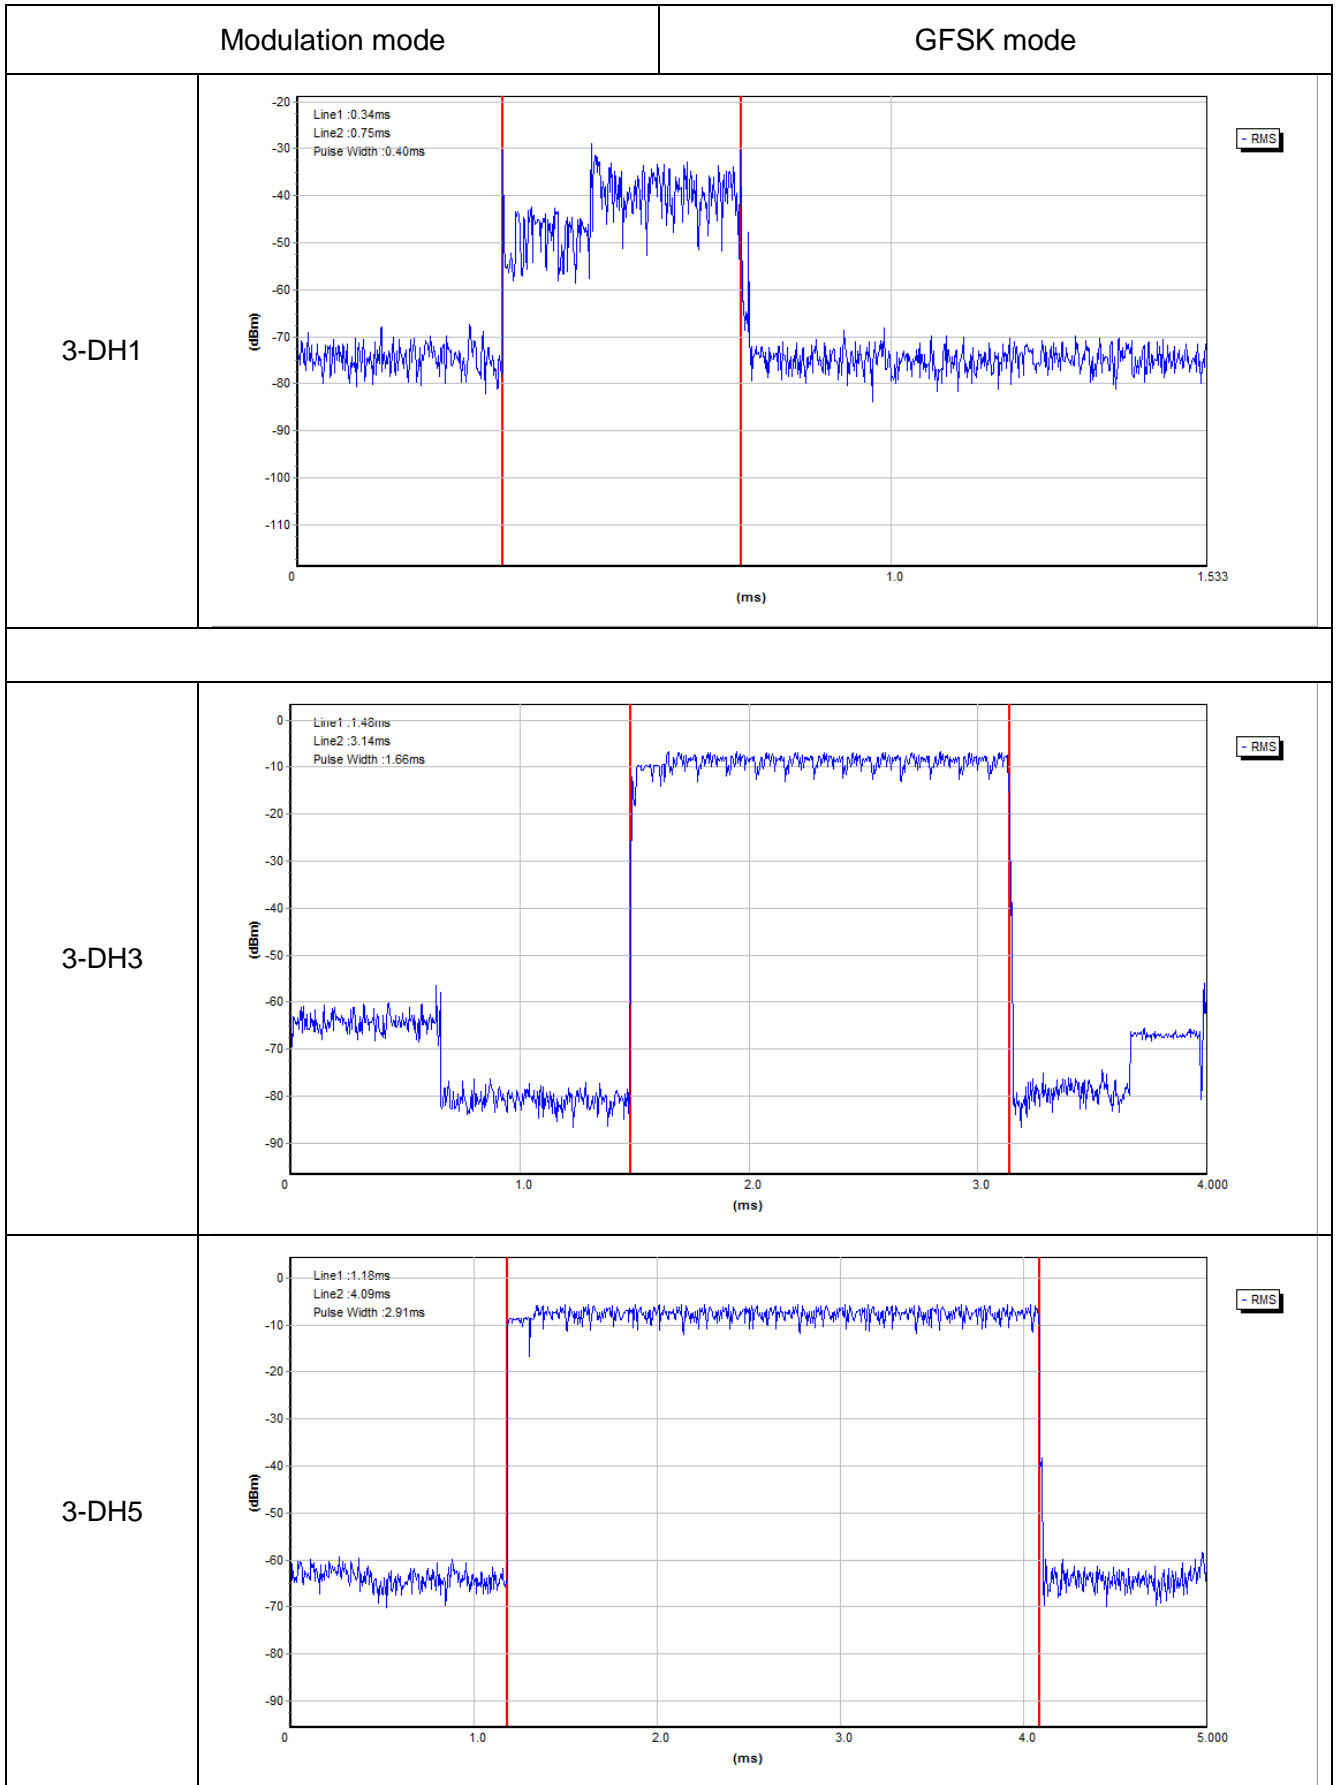 Modulation mode
GFSK mode
3-DH1
Line1 :0.34ms
Line2 :0.75ms
Pulse Width :0.40ms
-20
-30
-40
-50
-60
-70
-80
-90
-100
-110
(dBm)
0
1.0
1.533
(ms)
- RMS
3-DH3
Line1 :1.48ms
Line2 :3.14ms
Pulse Width :1.66ms
0
-10
-20
-30
-40
-50
-60
-70
-80
-90
(dBm)
0
1.0
2.0
3.0
4.000
(ms)
- RMS
3-DH5
Line1 :1.18ms
Line2 :4.09ms
Pulse Width :2.91ms
0
-10
-20
-30
-40
-50
-60
-70
-80
-90
(dBm)
0
1.0
2.0
3.0
4.0
5.000
(ms)
- RMS